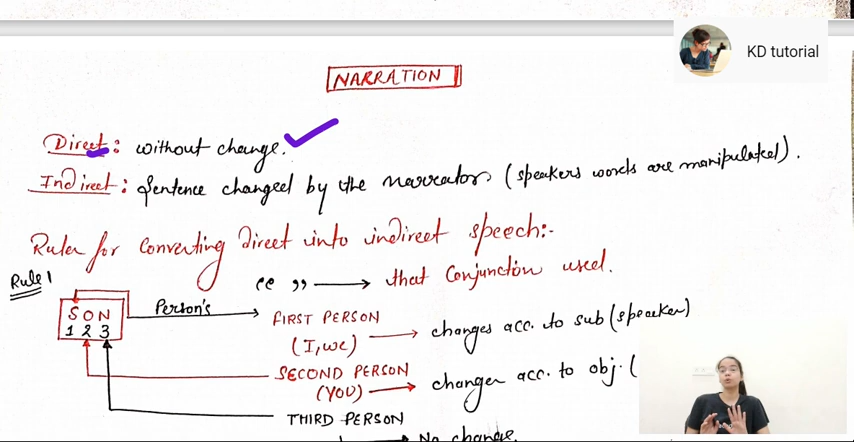 KD tutorial
NARRATION
Direct: without change.
Indirect: Sentence changed by the narrator (speakers words are manipulated).
Rules for converting direct into indirect speech:-
Rule 1
“ ” → that conjunction used.
SON
1 2 3
Person's
FIRST PERSON
(I, we) → changes acc. to sub (speaker)
SECOND PERSON
(YOU) → changes acc. to obj. (
THIRD PERSON
→ No change.